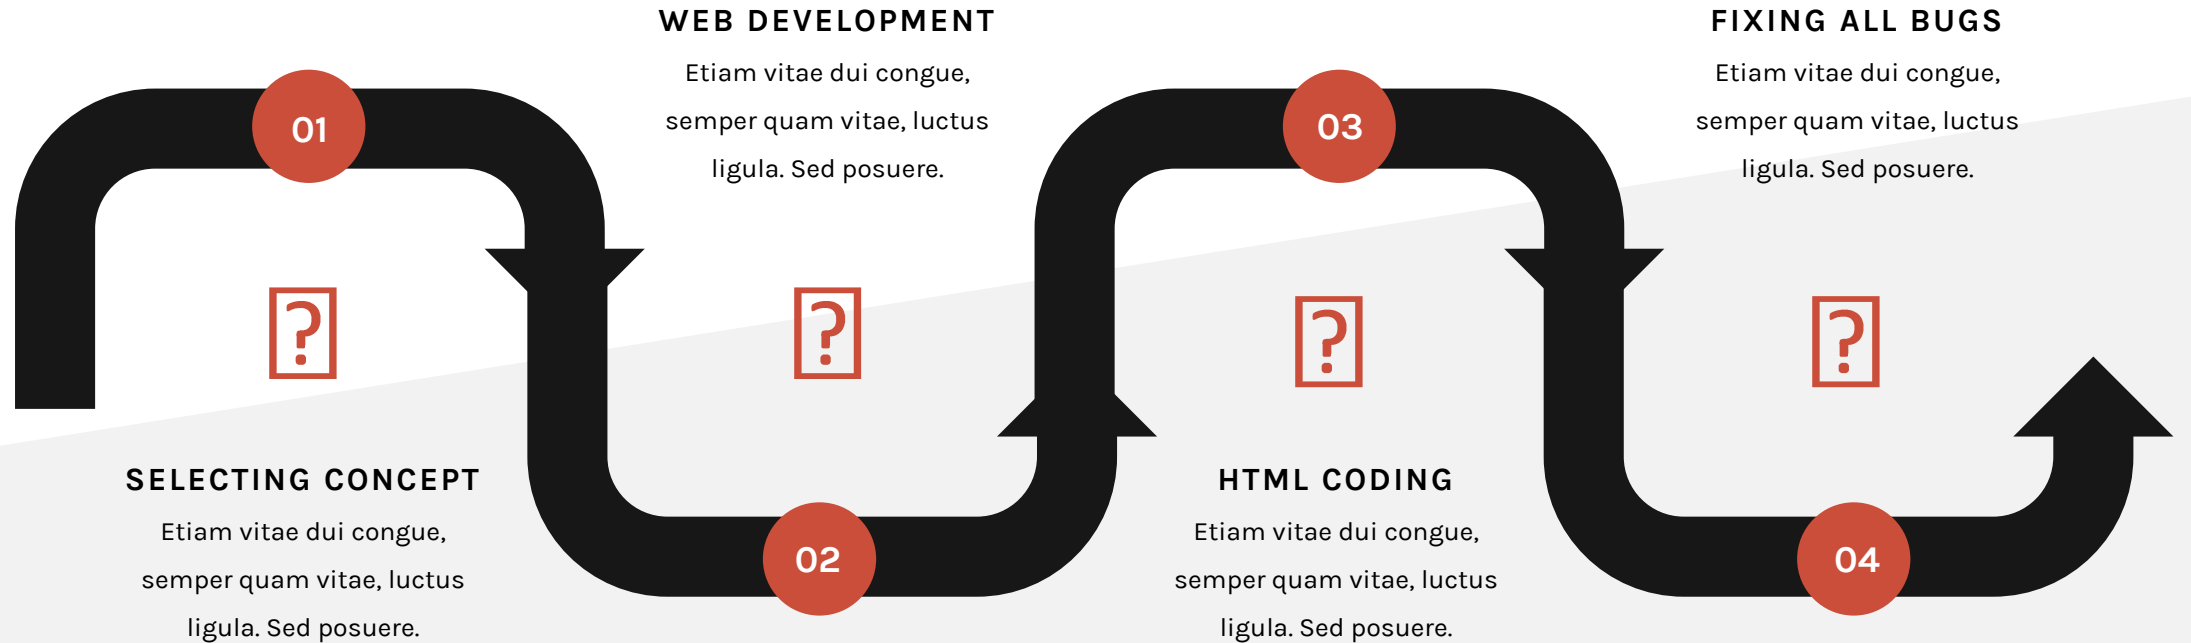 01
SELECTING CONCEPT
Etiam vitae dui congue,
semper quam vitae, luctus
ligula. Sed posuere.
WEB DEVELOPMENT
Etiam vitae dui congue,
semper quam vitae, luctus
ligula. Sed posuere.
02
03
HTML CODING
Etiam vitae dui congue,
semper quam vitae, luctus
ligula. Sed posuere.
FIXING ALL BUGS
Etiam vitae dui congue,
semper quam vitae, luctus
ligula. Sed posuere.
04
?
?
?
?